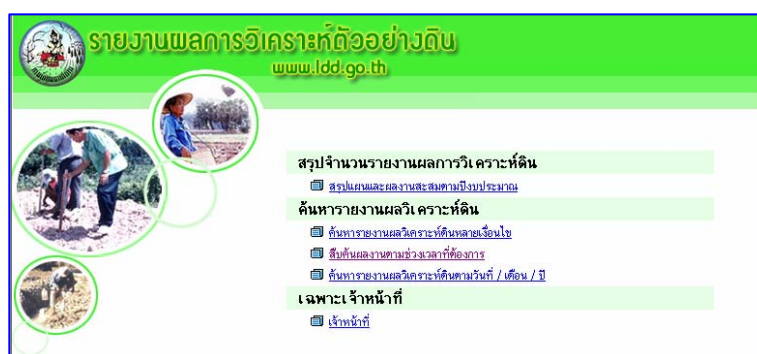 รายงานผลการวิเคราะห์ตัวอย่างดิน
www.ldd.go.th
สรุปจำนวนรายงานผลการวิเคราะห์ดิน
สรุปแผนและผลงานสะสมตามปีงบประมาณ
ค้นหารายงานผลวิเคราะห์ดิน
ค้นหารายงานผลวิเคราะห์ดินหลายเงื่อนไข
สืบค้นผลงานตามช่วงเวลาที่ต้องการ
ค้นหารายงานผลวิเคราะห์ดินตามวันที่ / เดือน / ปี
เฉพาะเจ้าหน้าที่
เจ้าหน้าที่